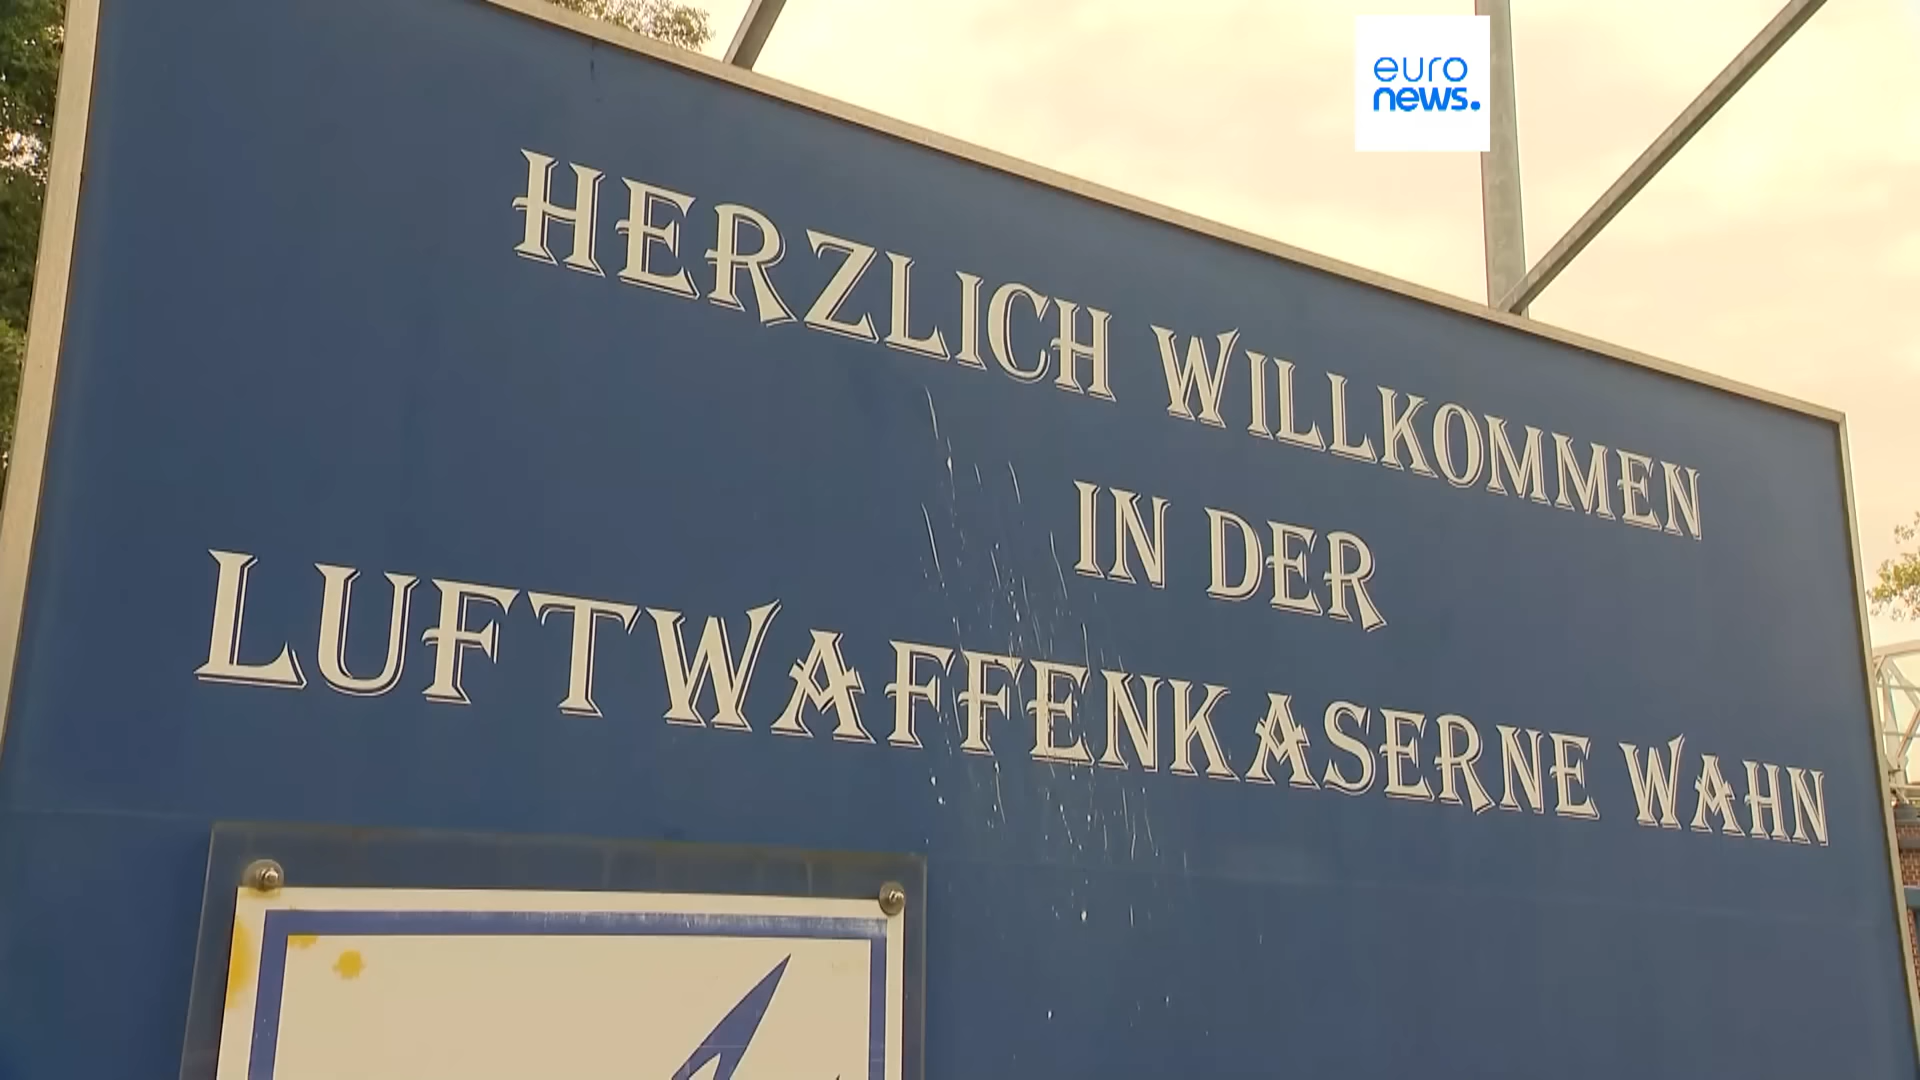 euro
news.
HERZLICH WILLKOMMEN
IN DER
LUFTWAFFENKASERNE WAHN